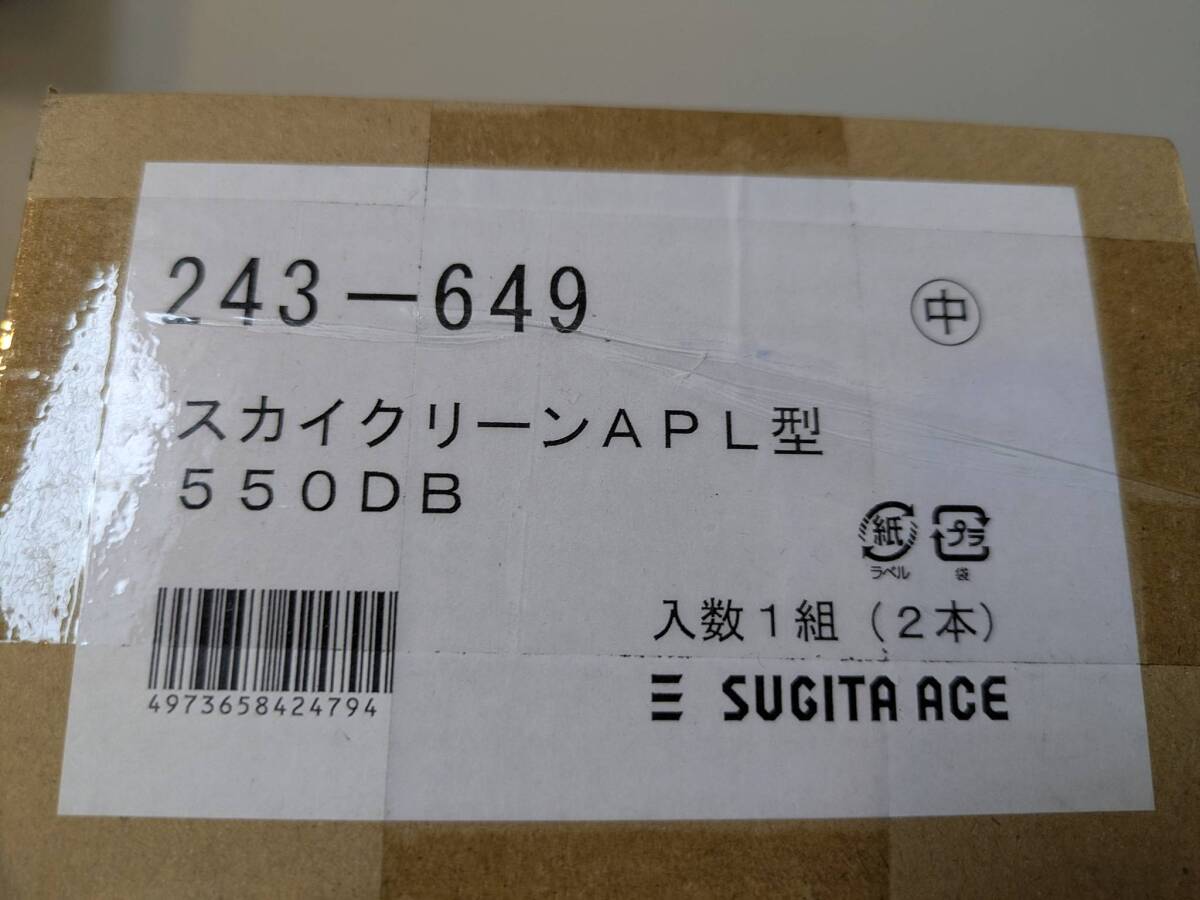 243-649
中
スカイクリーンAPL型
550DB
紙
ラベル
プラ
袋
入数1組(2本)
4973658424794
SUGITA ACE